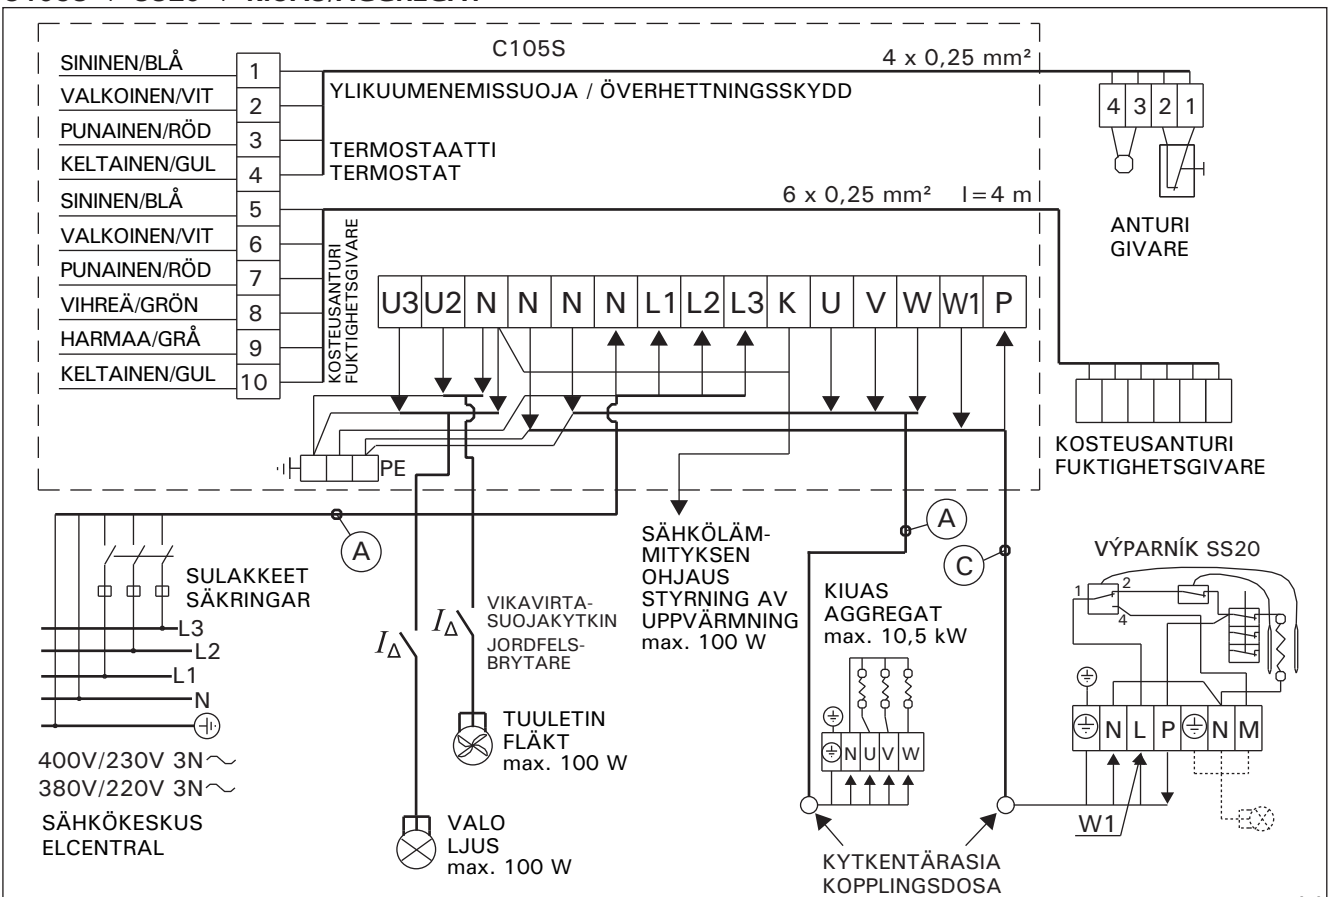 C105S
4 x 0,25 mm²
SININEN/BLÅ 1
VALKOINEN/VIT 2
PUNAINEN/RÖD 3
KELTAINEN/GUL 4
SININEN/BLÅ 5
VALKOINEN/VIT 6
PUNAINEN/RÖD 7
VIHREÄ/GRÖN 8
HARMAA/GRÅ 9
KELTAINEN/GUL 10
YLIKUUMENEMISSUOJA / ÖVERHETTNINGSSKYDD
TERMOSTAATTI
TERMOSTAT
4 3 2 1
ANTURI
GIVARE
6 x 0,25 mm² l=4 m
KOSTEUSANTURI
FUKTIGHETSGIVARE
U3 U2 N N N N L1 L2 L3 K U V W W1 P
KOSTEUSANTURI
FUKTIGHETSGIVARE
PE
A
SULAKKEET
SÄKRINGAR
L3
L2
L1
N
400V/230V 3N～
380V/220V 3N～
SÄHKÖKESKUS
ELCENTRAL
I∆
I∆
VIKAVIRTA-
SUOJAKYTKIN
JORDFELS-
BRYTARE
TUULETIN
FLÄKT
max. 100 W
VALO
LJUS
max. 100 W
SÄHKÖLÄM-
MITYKSEN
OHJAUS
STYRNING AV
UPPVÄRMNING
max. 100 W
A
C
KIUAS
AGGREGAT
max. 10,5 kW
N U V W
KYTKENTÄRASIA
KOPPLINGSDOSA
VÝPARNÍK SS20
1 2
4
N L P N M
W1